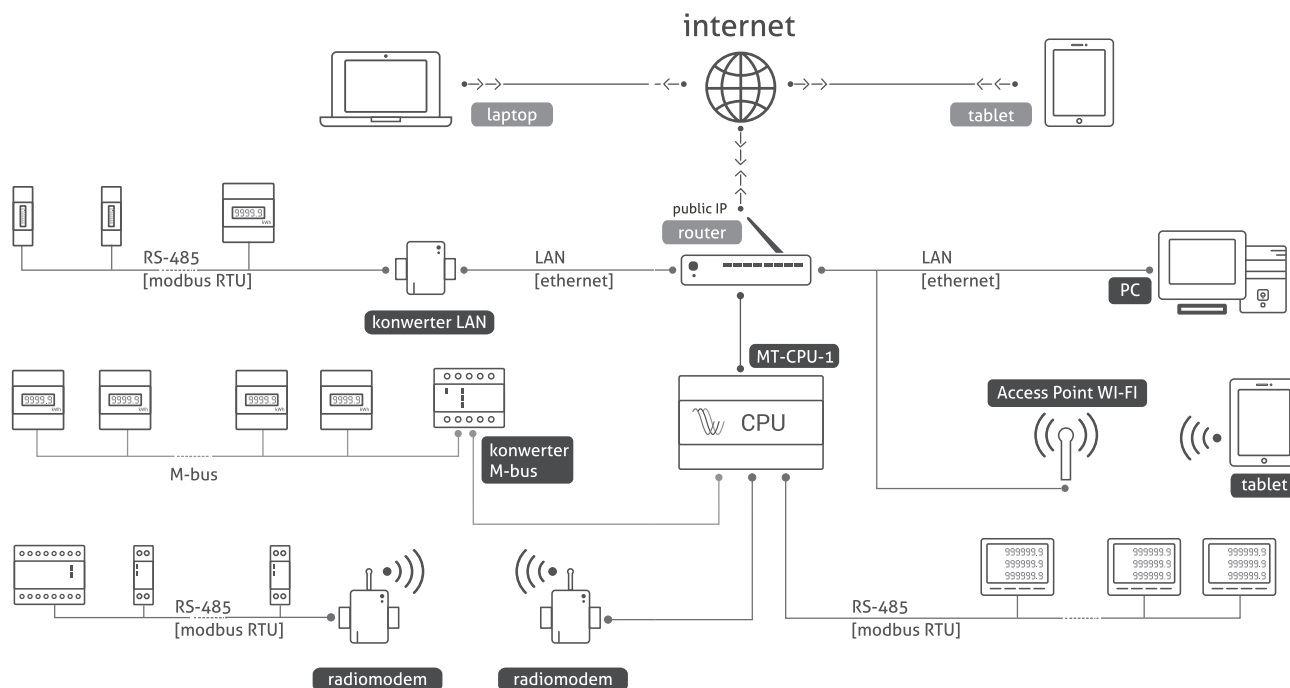 internet
laptop
tablet
public IP
router
9999.9
kWh
RS-485
[modbus RTU]
LAN
[ethernet]
LAN
[ethernet]
PC
konwerter LAN
MT-CPU-1
9999.9
kWh
9999.9
kWh
9999.9
kWh
9999.9
kWh
CPU
Access Point WI-FI
konwerter
M-bus
M-bus
tablet
999999.9
999999.9
999999.9
999999.9
999999.9
999999.9
999999.9
999999.9
999999.9
RS-485
[modbus RTU]
RS-485
[modbus RTU]
radiomodem
radiomodem